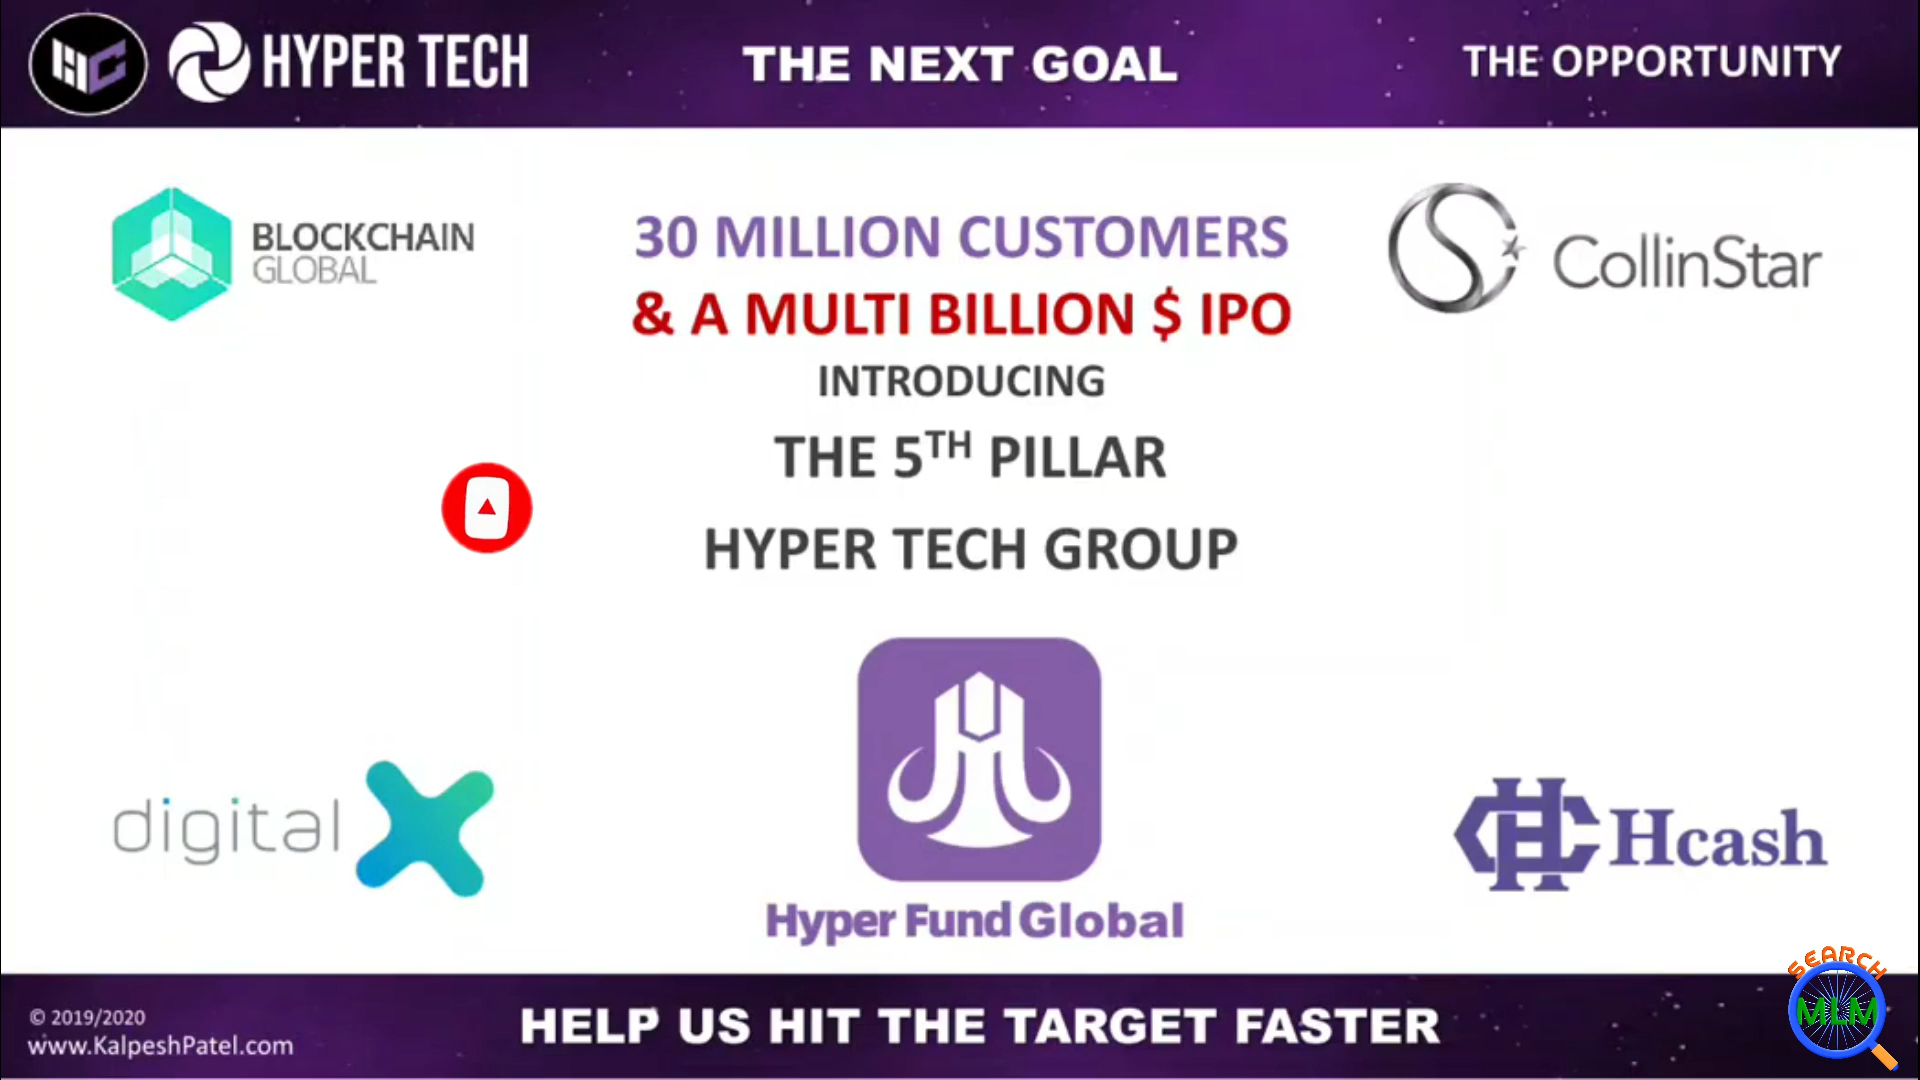 HC HYPER TECH
THE NEXT GOAL
THE OPPORTUNITY
BLOCKCHAIN
GLOBAL
30 MILLION CUSTOMERS
& A MULTI BILLION $ IPO
INTRODUCING
THE 5TH PILLAR
HYPER TECH GROUP
CollinStar
digital X
Hyper Fund Global
Hcash
© 2019/2020
www.KalpeshPatel.com
HELP US HIT THE TARGET FASTER
SEARCH
MLM